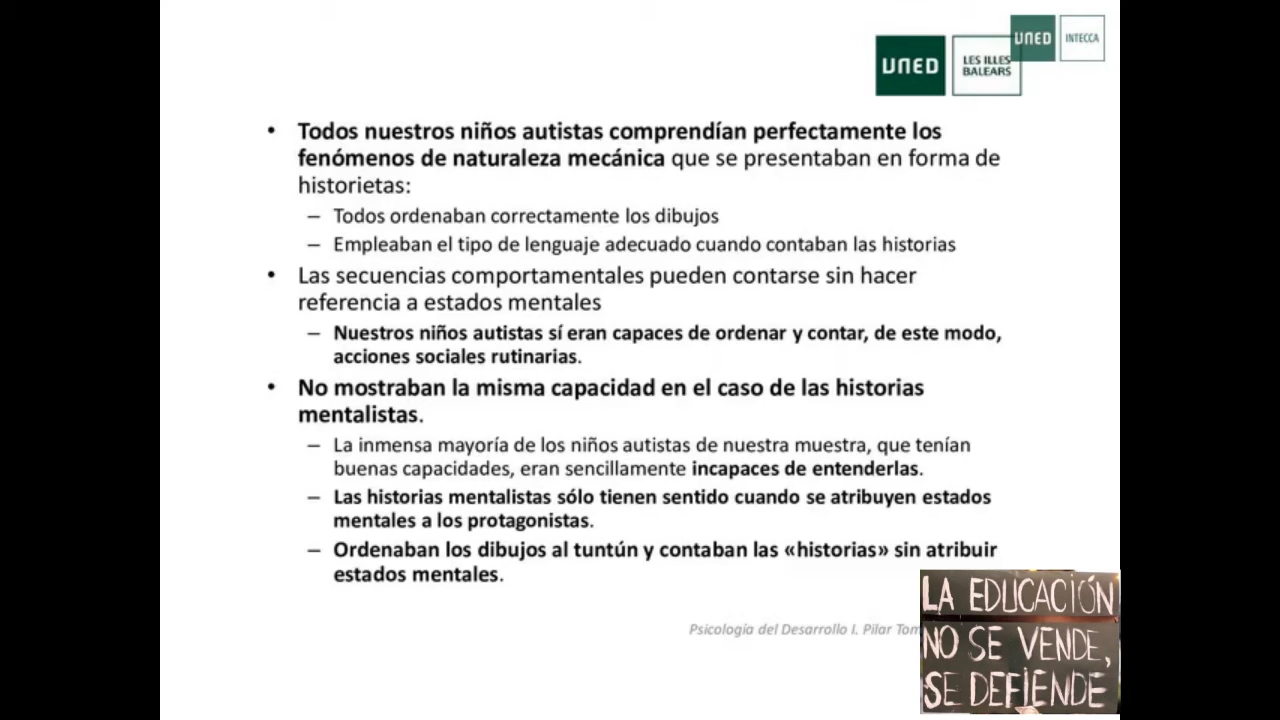 UNED
INTECCA
UNED
LES ILLES
BALEARS
• Todos nuestros niños autistas comprendían perfectamente los
fenómenos de naturaleza mecánica que se presentaban en forma de
historietas:
– Todos ordenaban correctamente los dibujos
– Empleaban el tipo de lenguaje adecuado cuando contaban las historias
• Las secuencias comportamentales pueden contarse sin hacer
referencia a estados mentales
– Nuestros niños autistas sí eran capaces de ordenar y contar, de este modo,
acciones sociales rutinarias.
• No mostraban la misma capacidad en el caso de las historias
mentalistas.
– La inmensa mayoría de los niños autistas de nuestra muestra, que tenían
buenas capacidades, eran sencillamente incapaces de entenderlas.
– Las historias mentalistas sólo tienen sentido cuando se atribuyen estados
mentales a los protagonistas.
– Ordenaban los dibujos al tuntún y contaban las «historias» sin atribuir
estados mentales.
Psicología del Desarrollo I. Pilar
LA EDUCACIÓN
NO SE VENDE,
SE DEFIENDE